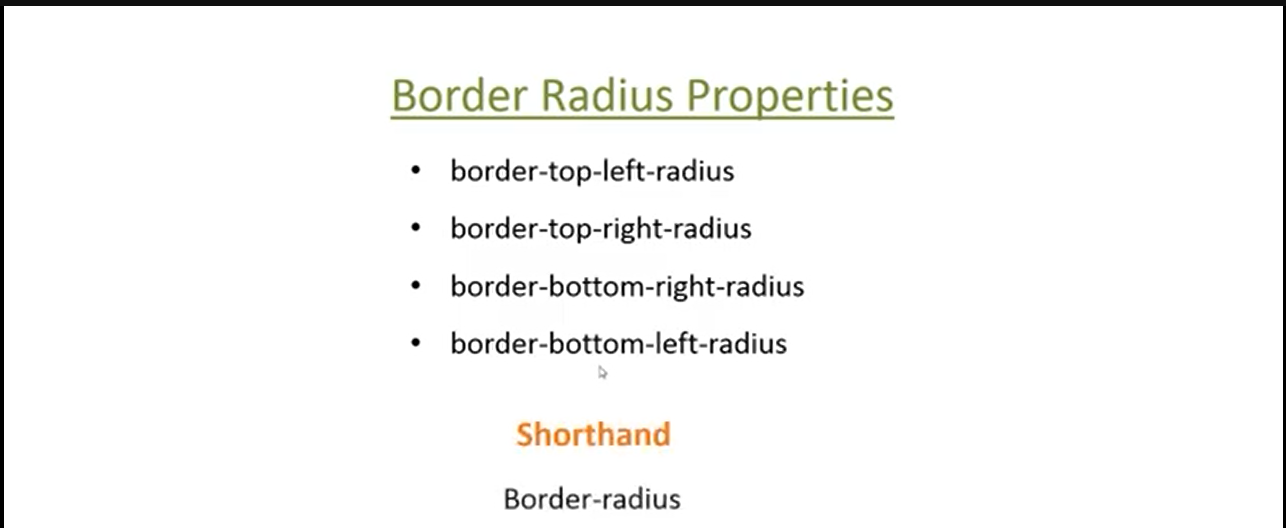 Border Radius Properties
• border-top-left-radius
• border-top-right-radius
• border-bottom-right-radius
• border-bottom-left-radius
Shorthand
Border-radius